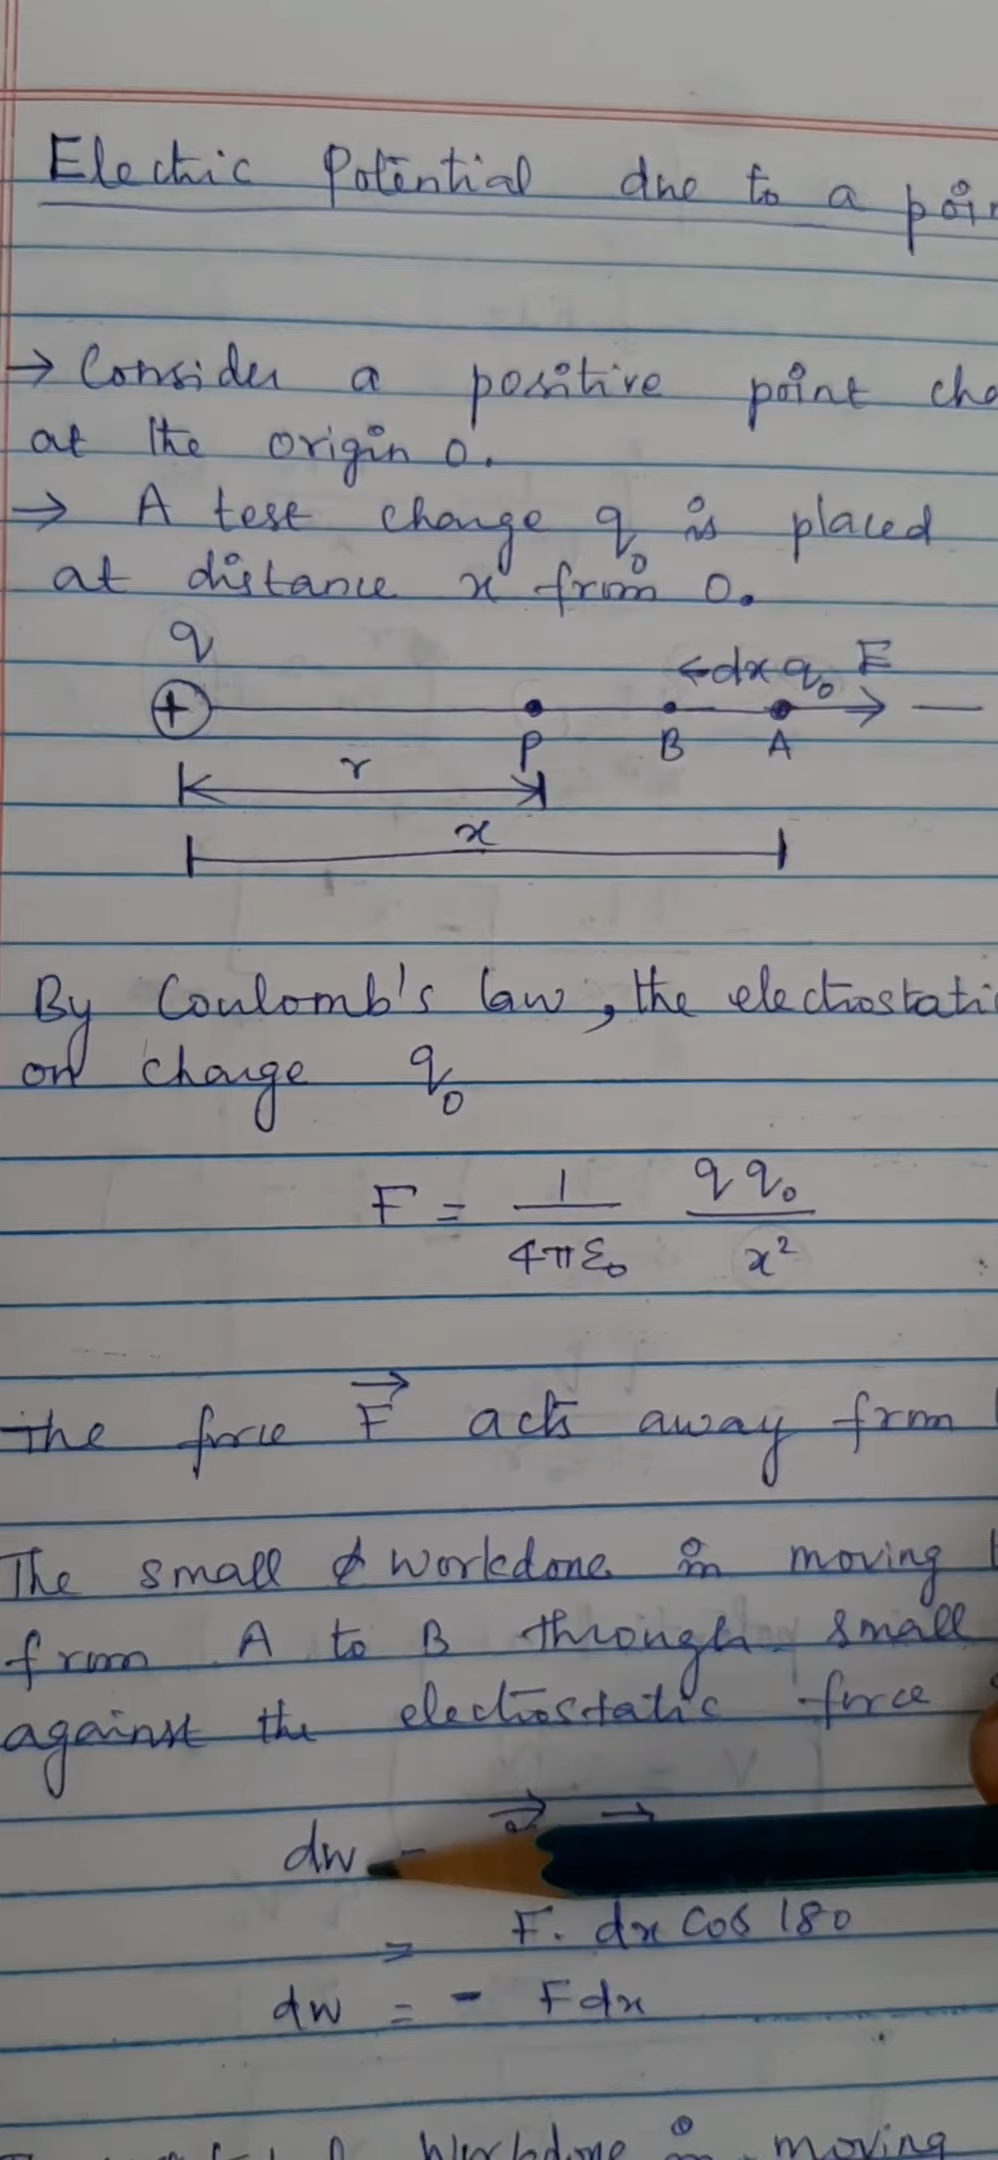 Electric Potential due to a
→ Consider a positive point
at the origin O.
→ A test charge q₀ is placed
at distance x from O.
q
←dx q₀ E
+
P B A
r
x
By Coulomb's law, the
on charge q₀
F = 1/4πε₀ qq₀/x²
The force F⃗ acts away from
The small workdone in moving
from A to B through small
against the electrostatic force
dw
= F. dx cos 180
dw = - Fdx
Workdone in moving